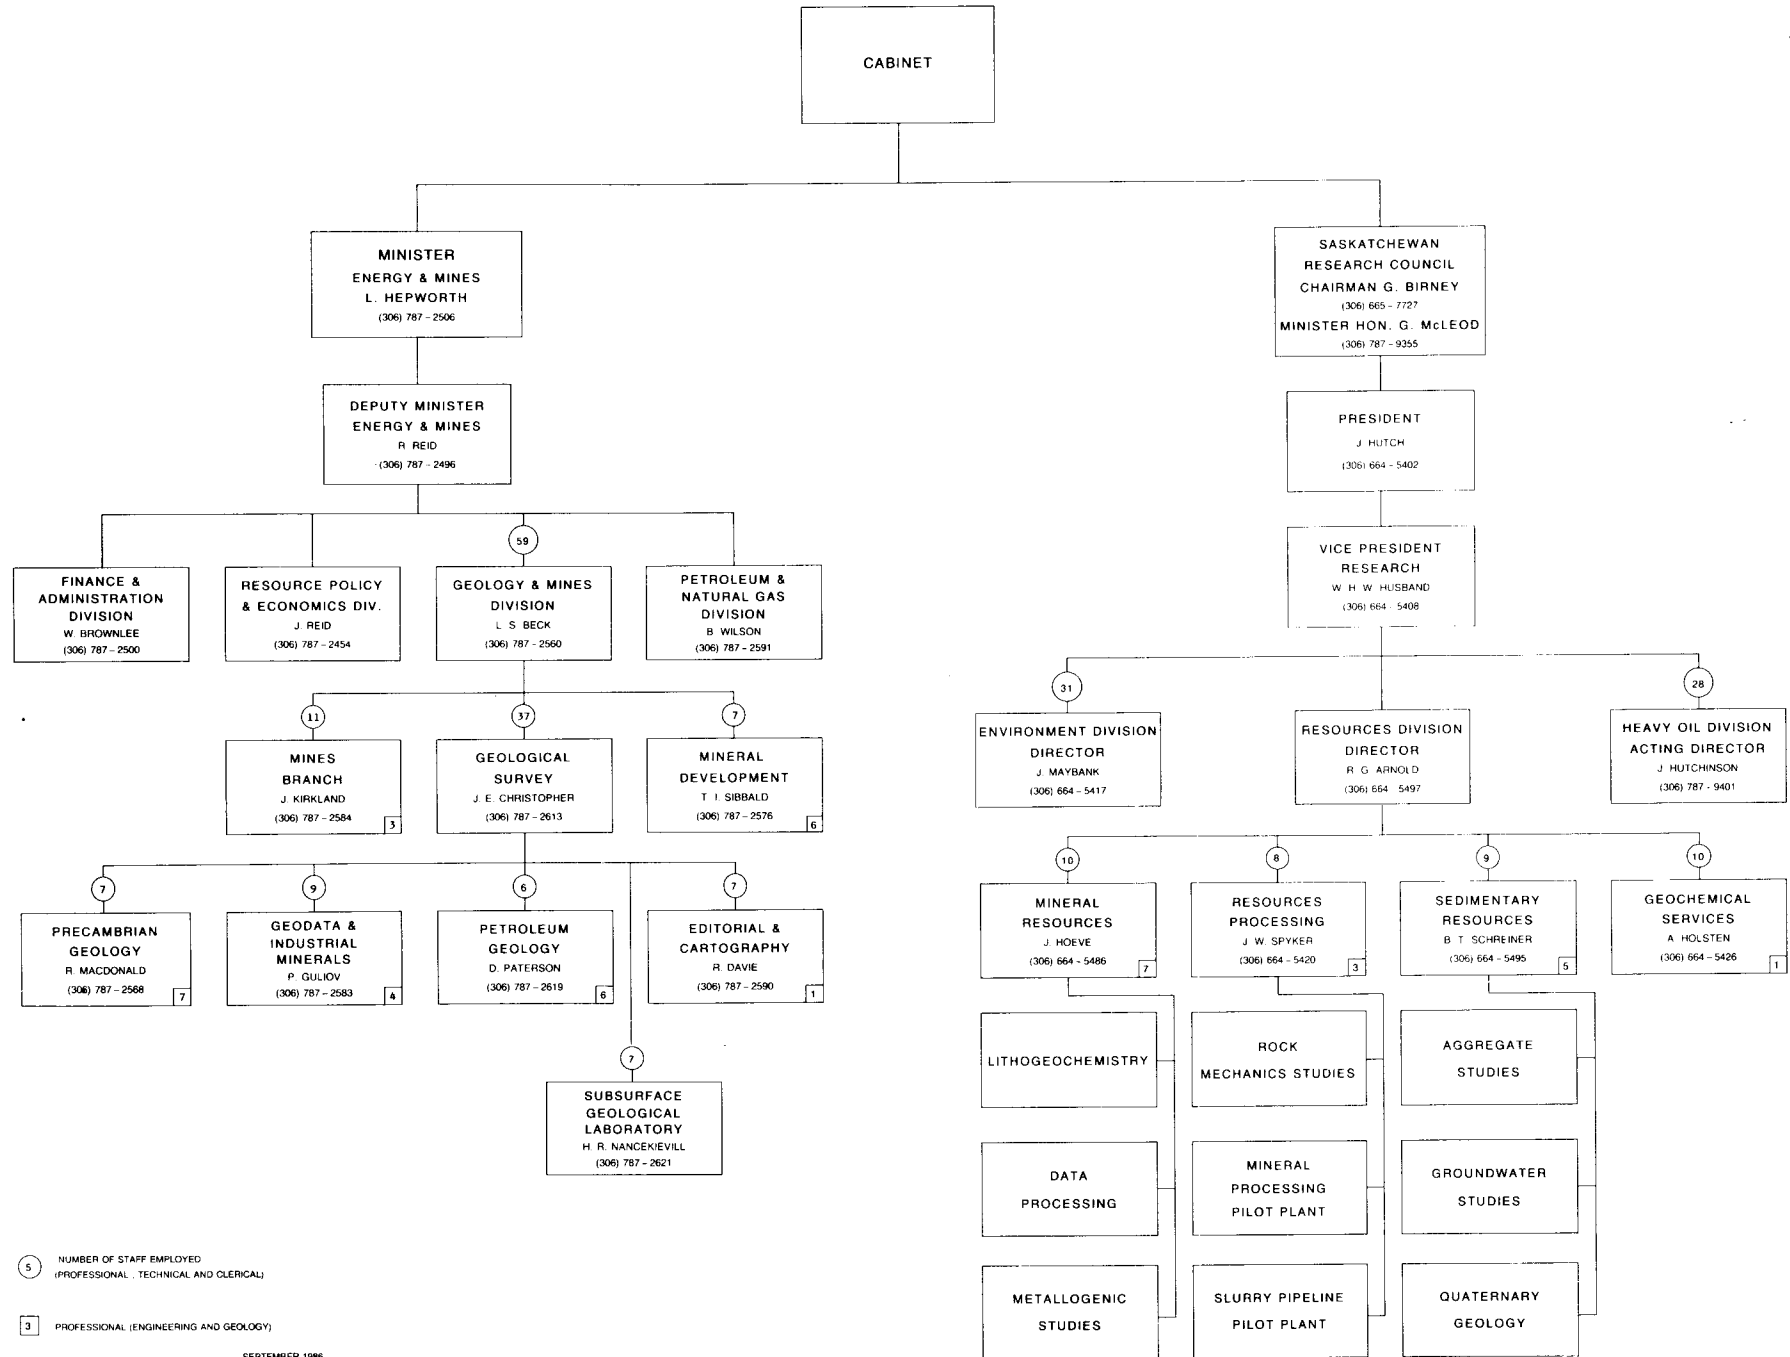 CABINET
MINISTER
ENERGY & MINES
L. HEPWORTH
(306) 787 - 2506
SASKATCHEWAN
RESEARCH COUNCIL
CHAIRMAN G. BIRNEY
(306) 665 - 7727
MINISTER HON. G. McLEOD
(306) 787 - 9355
DEPUTY MINISTER
ENERGY & MINES
R REID
(306) 787 - 2496
PRESIDENT
J HUTCH
(306) 664 - 5402
VICE PRESIDENT
RESEARCH
W H W HUSBAND
(306) 664 - 5408
59
FINANCE &
ADMINISTRATION
DIVISION
W. BROWNLEE
(306) 787 - 2500
RESOURCE POLICY
& ECONOMICS DIV.
J. REID
(306) 787 - 2454
GEOLOGY & MINES
DIVISION
L S BECK
(306) 787 - 2560
PETROLEUM &
NATURAL GAS
DIVISION
B WILSON
(306) 787 - 2591
31
ENVIRONMENT DIVISION
DIRECTOR
J. MAYBANK
(306) 664 - 5417
RESOURCES DIVISION
DIRECTOR
R G ARNOLD
(306) 664 - 5497
28
HEAVY OIL DIVISION
ACTING DIRECTOR
J HUTCHINSON
(306) 787 - 9401
11
MINES
BRANCH
J. KIRKLAND
(306) 787 - 2584
3
37
GEOLOGICAL
SURVEY
J. E. CHRISTOPHER
(306) 787 - 2613
7
MINERAL
DEVELOPMENT
T I. SIBBALD
(306) 787 - 2576
6
7
PRECAMBRIAN
GEOLOGY
R. MACDONALD
(306) 787 - 2568
7
9
GEODATA &
INDUSTRIAL
MINERALS
P. GULIOV
(306) 787 - 2583
4
6
PETROLEUM
GEOLOGY
D. PATERSON
(306) 787 - 2619
6
7
EDITORIAL &
CARTOGRAPHY
R. DAVIE
(306) 787 - 2590
1
7
SUBSURFACE
GEOLOGICAL
LABORATORY
H. R. NANCEKIEVILL
(306) 787 - 2621
10
MINERAL
RESOURCES
J. HOEVE
(306) 664 - 5486
7
8
RESOURCES
PROCESSING
J. W. SPYKER
(306) 664 - 5420
3
9
SEDIMENTARY
RESOURCES
B T. SCHREINER
(306) 664 - 5495
5
10
GEOCHEMICAL
SERVICES
A HOLSTEN
(306) 664 - 5426
1
LITHOGEOCHEMISTRY
DATA
PROCESSING
METALLOGENIC
STUDIES
ROCK
MECHANICS STUDIES
MINERAL
PROCESSING
PILOT PLANT
SLURRY PIPELINE
PILOT PLANT
AGGREGATE
STUDIES
GROUNDWATER
STUDIES
QUATERNARY
GEOLOGY
5
NUMBER OF STAFF EMPLOYED
(PROFESSIONAL, TECHNICAL AND CLERICAL)
3
PROFESSIONAL (ENGINEERING AND GEOLOGY)
SEPTEMBER 1986